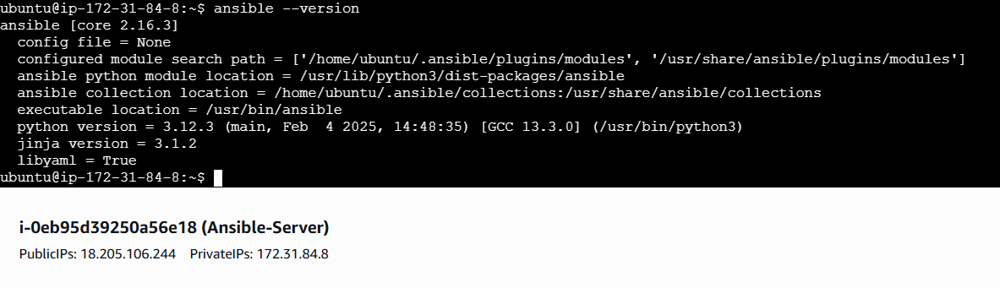 ubuntu@ip-172-31-84-8:~$ ansible --version
ansible [core 2.16.3]
  config file = None
  configured module search path = ['/home/ubuntu/.ansible/plugins/modules', '/usr/share/ansible/plugins/modules']
  ansible python module location = /usr/lib/python3/dist-packages/ansible
  ansible collection location = /home/ubuntu/.ansible/collections:/usr/share/ansible/collections
  executable location = /usr/bin/ansible
  python version = 3.12.3 (main, Feb  4 2025, 14:48:35) [GCC 13.3.0] (/usr/bin/python3)
  jinja version = 3.1.2
  libyaml = True
ubuntu@ip-172-31-84-8:~$
i-0eb95d39250a56e18 (Ansible-Server)
PublicIPs: 18.205.106.244    PrivateIPs: 172.31.84.8